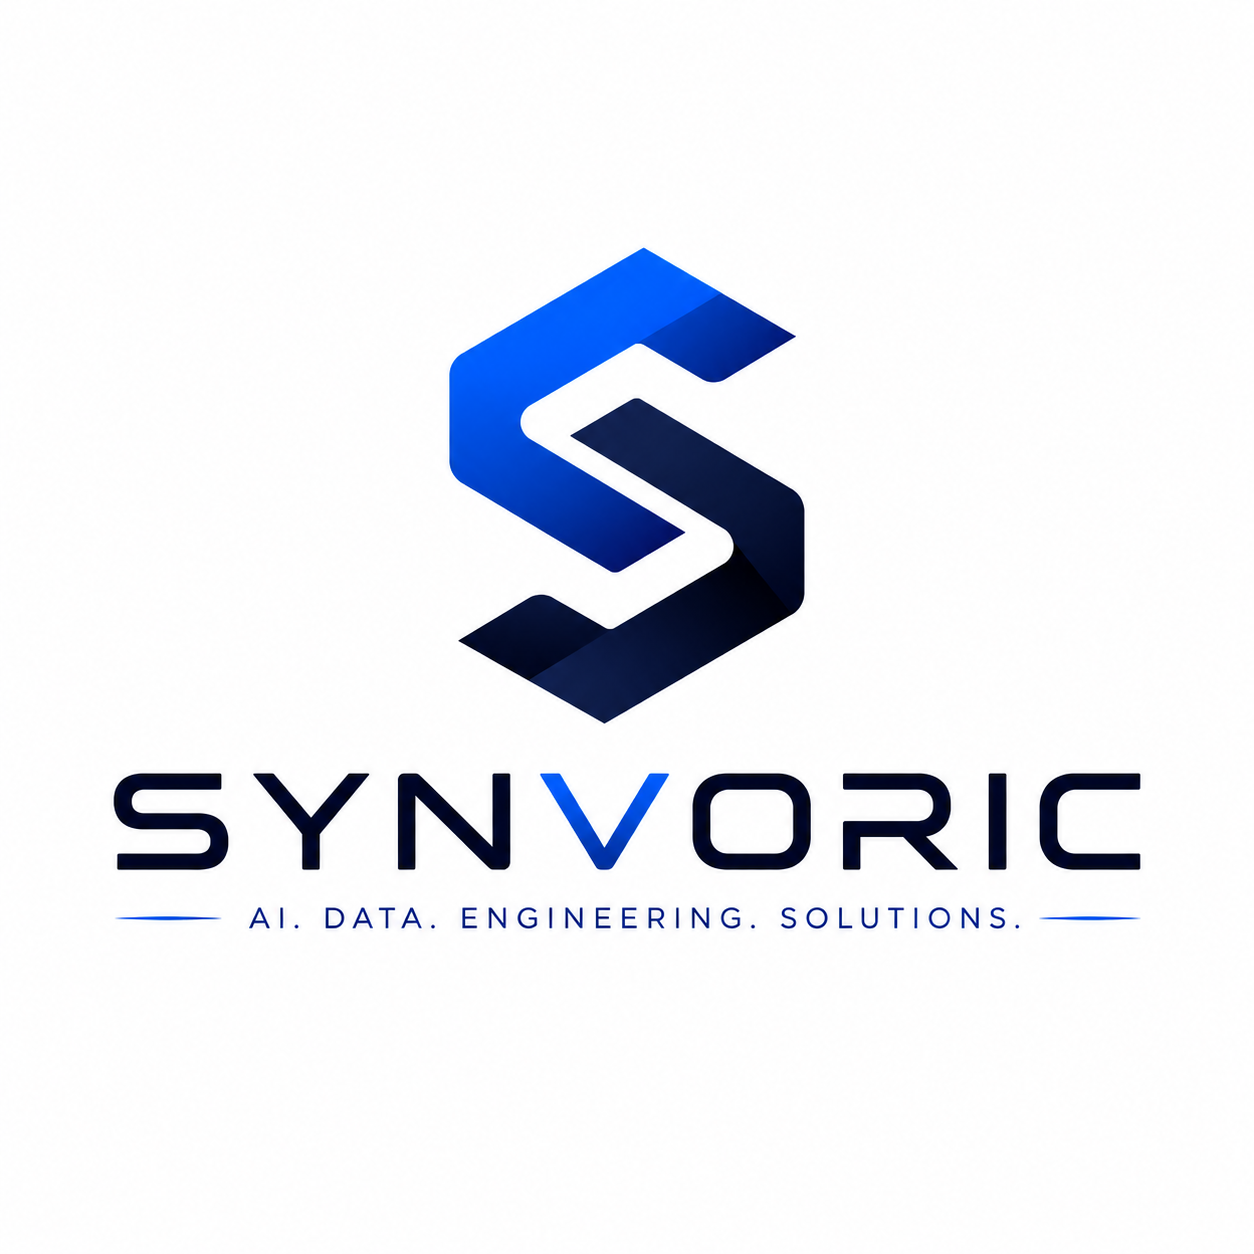 SYNVORIC
AI. DATA. ENGINEERING. SOLUTIONS.